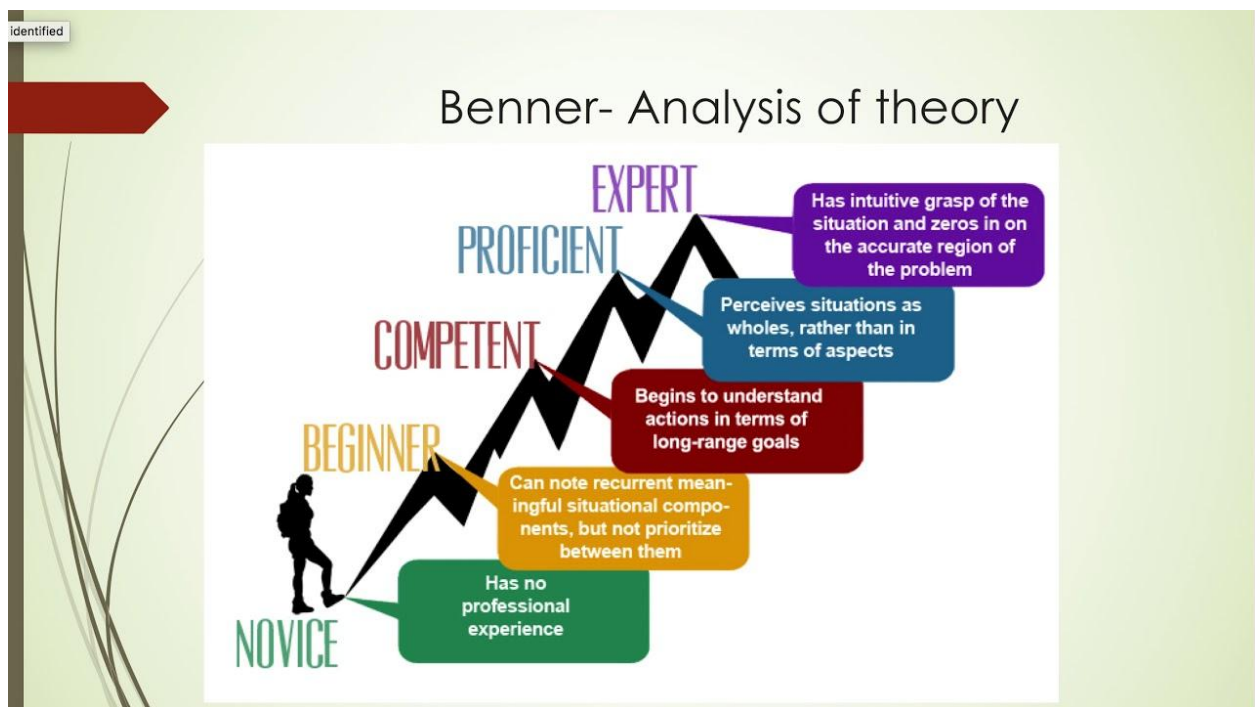 identified
Benner- Analysis of theory
EXPERT
Has intuitive grasp of the
situation and zeros in on
the accurate region of
the problem
PROFICIENT
Perceives situations as
wholes, rather than in
terms of aspects
COMPETENT
Begins to understand
actions in terms of
long-range goals
BEGINNER
Can note recurrent mean-
ingful situational compo-
nents, but not prioritize
between them
NOVICE
Has no
professional
experience